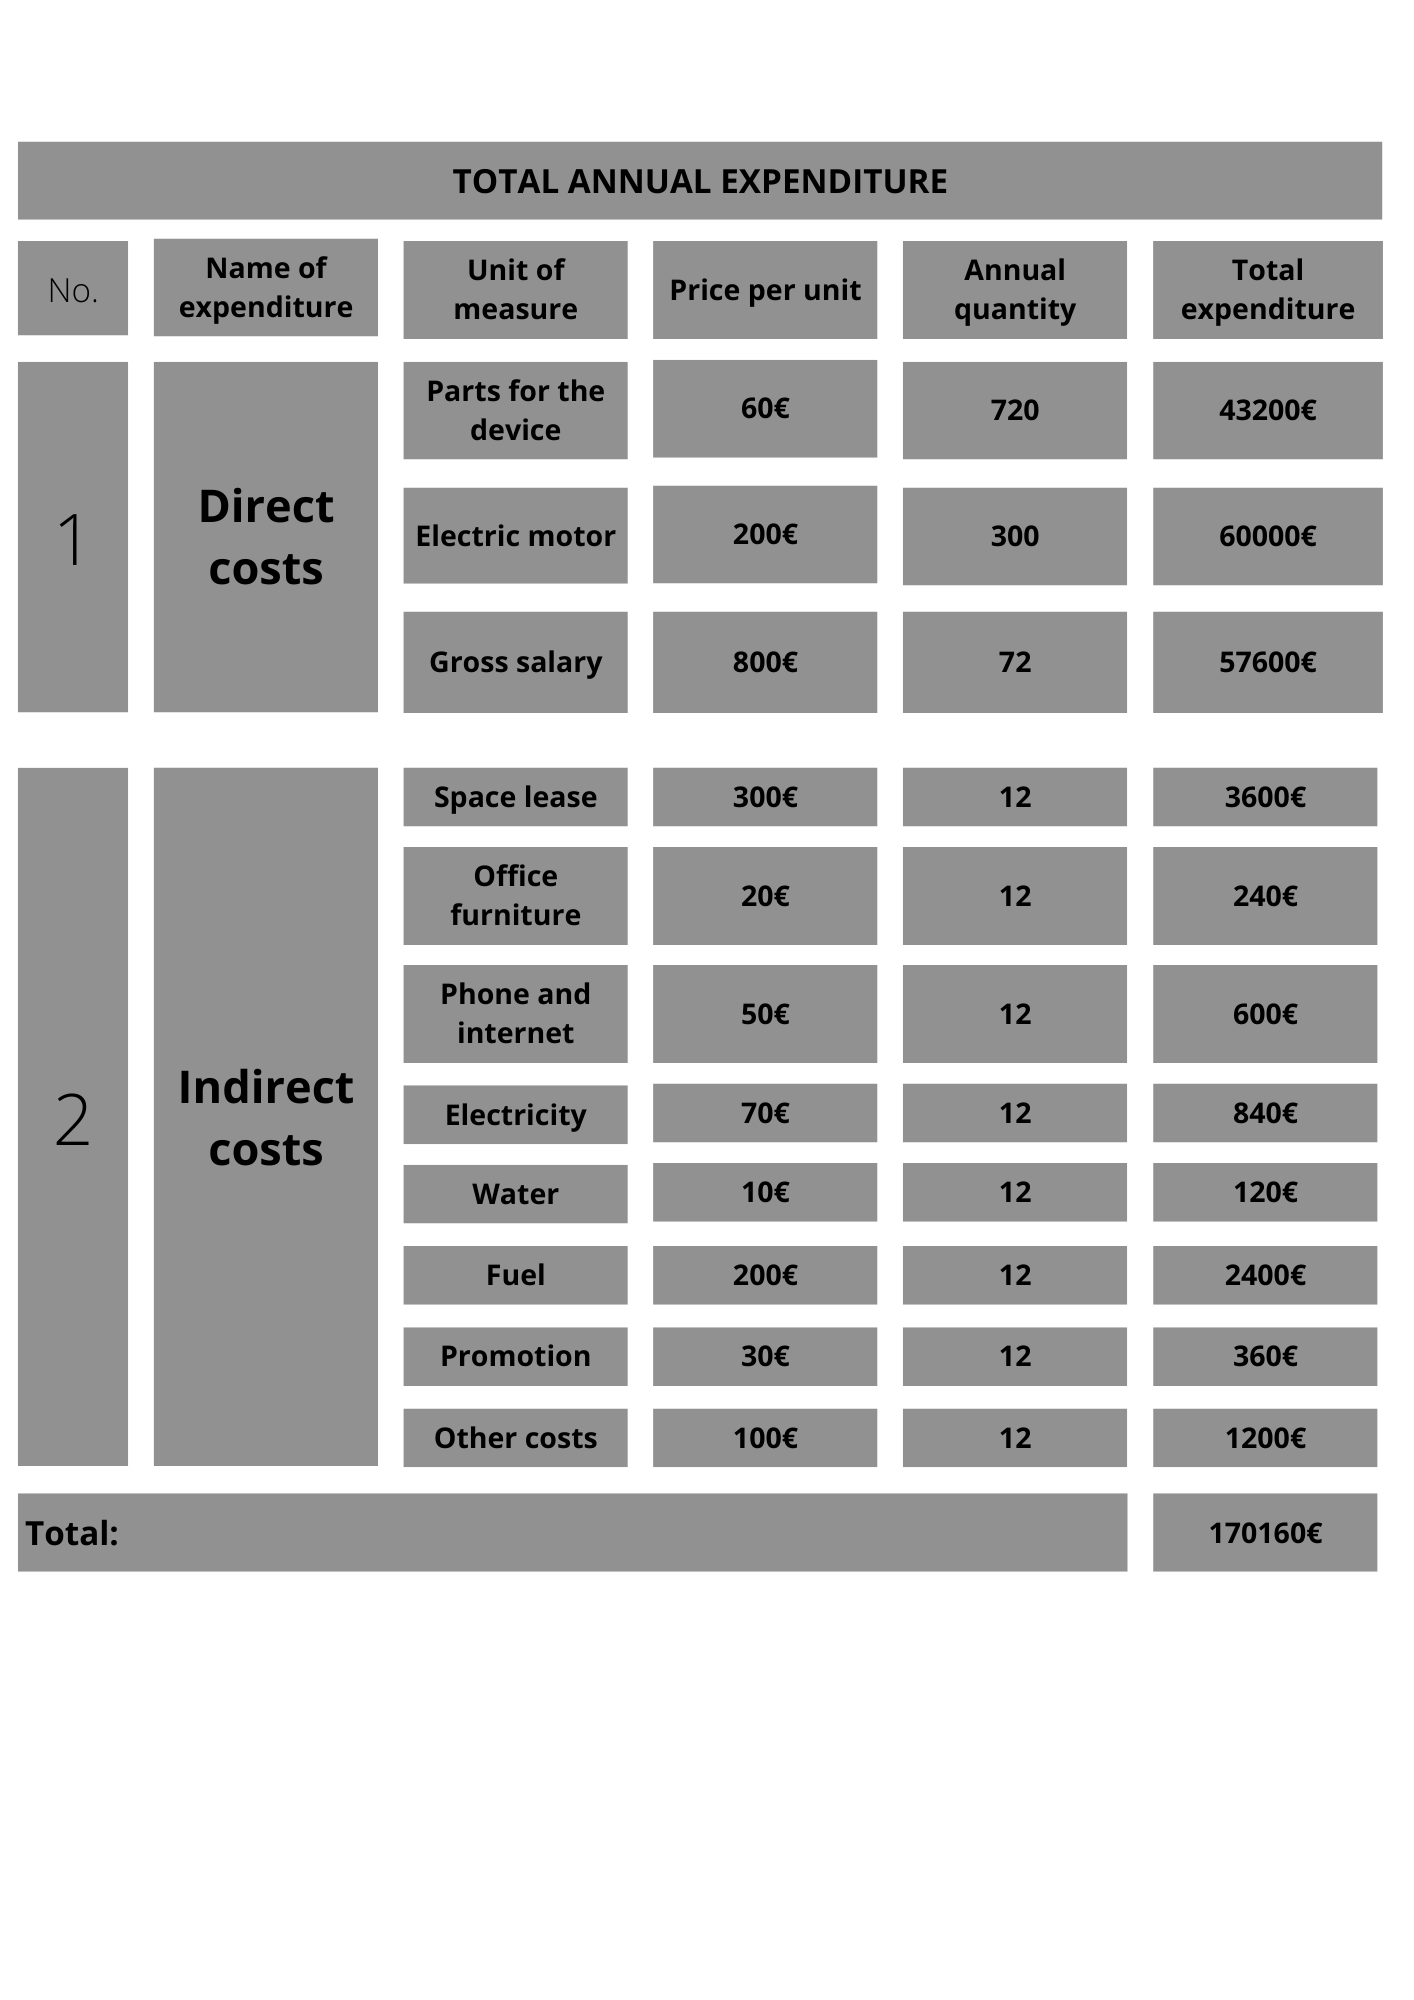 TOTAL ANNUAL EXPENDITURE
No.
Name of
expenditure
Unit of
measure
Price per unit
Annual
quantity
Total
expenditure
1
Direct
costs
Parts for the
device
60€
720
43200€
Electric motor
200€
300
60000€
Gross salary
800€
72
57600€
2
Indirect
costs
Space lease
300€
12
3600€
Office
furniture
20€
12
240€
Phone and
internet
50€
12
600€
Electricity
70€
12
840€
Water
10€
12
120€
Fuel
200€
12
2400€
Promotion
30€
12
360€
Other costs
100€
12
1200€
Total:
170160€